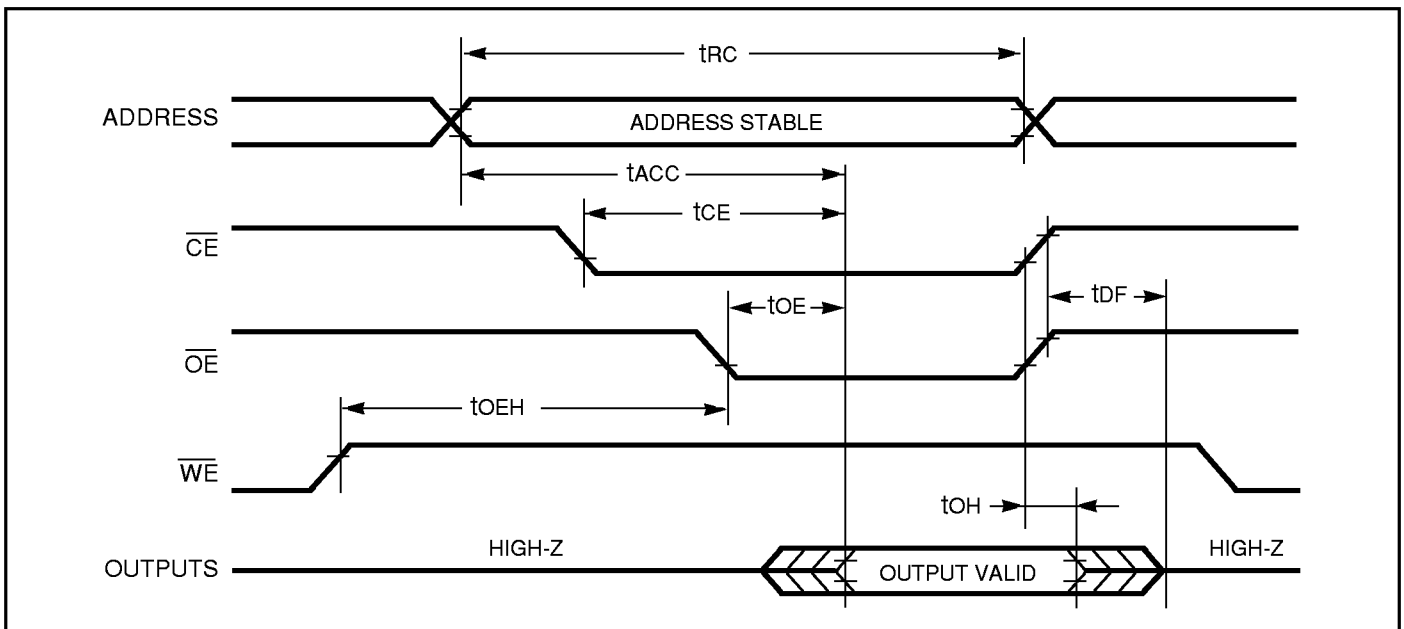 tRC
ADDRESS
ADDRESS STABLE
tACC
tCE
CE
tDF
tOE
OE
tOEH
WE
tOH
HIGH-Z
HIGH-Z
OUTPUTS
OUTPUT VALID